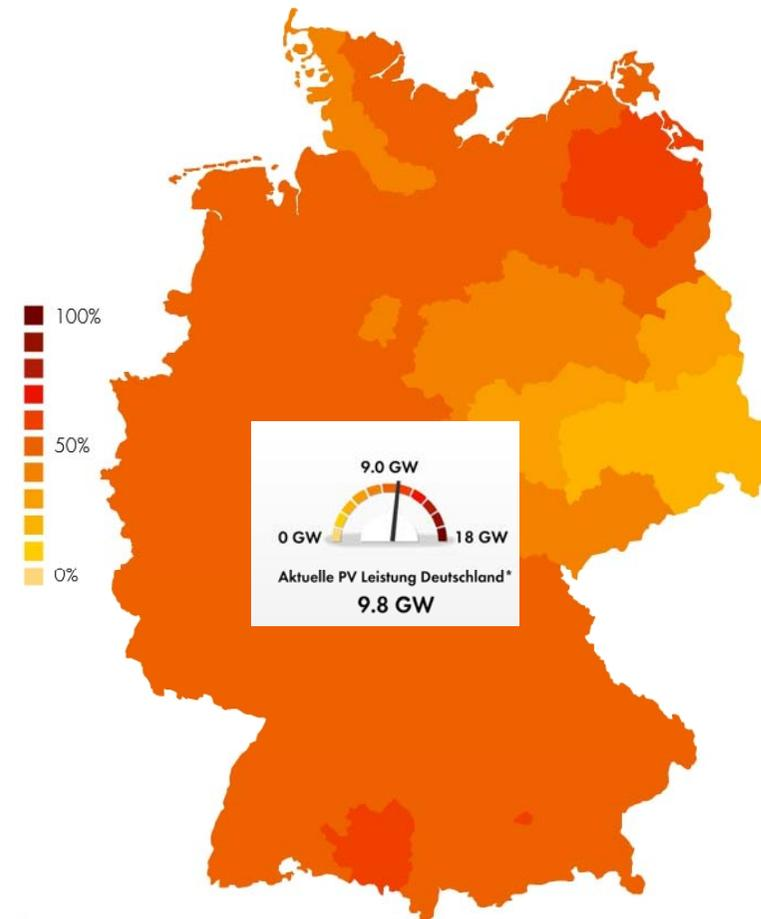 100%
50%
0%
9.0 GW
0 GW
18 GW
Aktuelle PV Leistung Deutschland*
9.8 GW